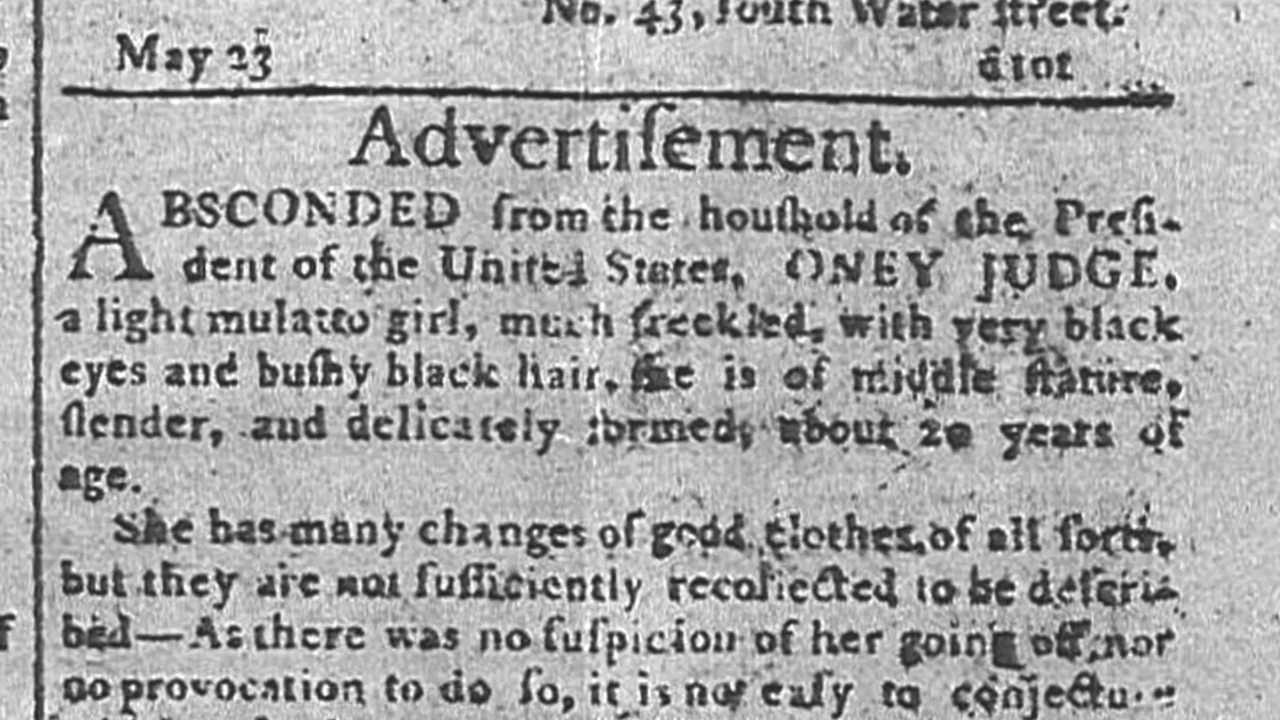 No. 43, ſouth Water ſtreet.
May 23
d10t
Advertiſement.
ABSCONDED from the houſhold of the Preſi-
dent of the United States, ONEY JUDGE,
a light mulatto girl, much freckled, with very black
eyes and buſhy black hair, ſhe is of middle ſtature,
ſlender, and delicately formed, about 20 years of
age.
She has many changes of good clothes, of all ſorts,
but they are not ſufficiently recollected to be deſcri-
bed—As there was no ſuſpicion of her going off, nor
no provocation to do ſo, it is not eaſy to conjectu-